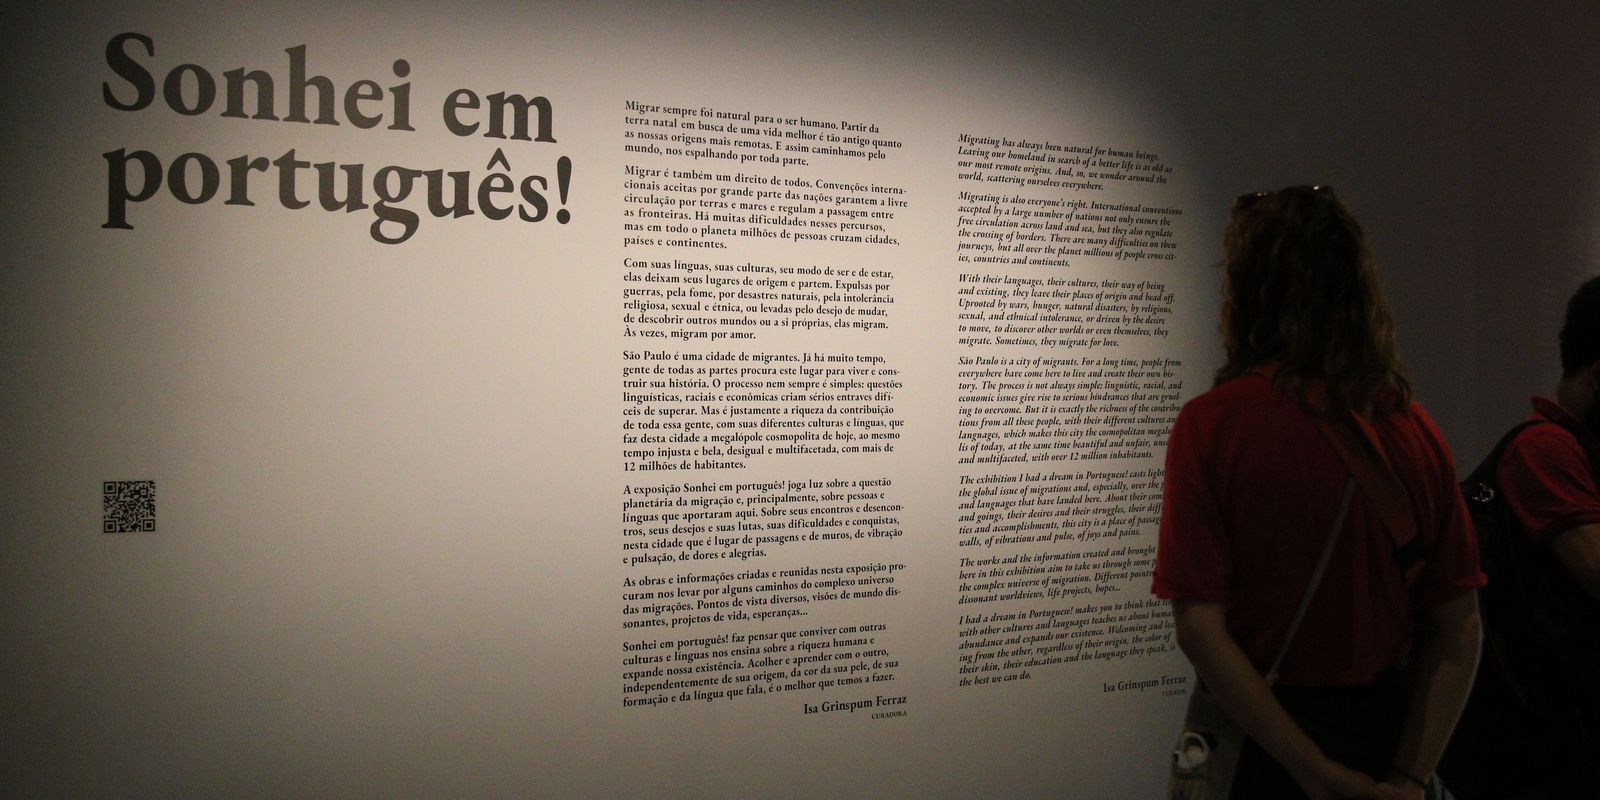 Sonhei em
português!
Migrar sempre foi natural para o ser humano. Partir da
terra natal em busca de uma vida melhor é tão antigo quanto
as nossas origens mais remotas. E assim caminhamos pelo
mundo, nos espalhando por toda parte.
Migrar é também um direito de todos. Convenções interna-
cionais aceitas por grande parte das nações garantem a livre
circulação por terras e mares e regulam a passagem entre
as fronteiras. Há muitas dificuldades nesses percursos,
mas em todo o planeta milhões de pessoas cruzam cidades,
países e continentes.
Com suas línguas, suas culturas, seu modo de ser e de estar,
elas deixam seus lugares de origem e partem. Expulsas por
guerras, pela fome, por desastres naturais, pela intolerância
religiosa, sexual e étnica, ou levadas pelo desejo de mudar,
de descobrir outros mundos ou a si próprias, elas migram.
Às vezes, migram por amor.
São Paulo é uma cidade de migrantes. Já há muito tempo,
gente de todas as partes procura este lugar para viver e cons-
truir sua história. O processo nem sempre é simples: questões
linguísticas, raciais e econômicas criam sérios entraves difí-
ceis de superar. Mas é justamente a riqueza da contribuição
de toda essa gente, com suas diferentes culturas e línguas, que
faz desta cidade a megalópole cosmopolita de hoje, ao mesmo
tempo injusta e bela, desigual e multifacetada, com mais de
12 milhões de habitantes.
A exposição Sonhei em português! joga luz sobre a questão
planetária da migração e, principalmente, sobre pessoas e
línguas que aportaram aqui. Sobre seus encontros e desencon-
tros, seus desejos e suas lutas, suas dificuldades e conquistas,
nesta cidade que é lugar de passagens e de muros, de vibração
e pulsação, de dores e alegrias.
As obras e informações criadas e reunidas nesta exposição pro-
curam nos levar por alguns caminhos do complexo universo
das migrações. Pontos de vista diversos, visões de mundo dis-
sonantes, projetos de vida, esperanças...
Sonhei em português! faz pensar que conviver com outras
culturas e línguas nos ensina sobre a riqueza humana e
expande nossa existência. Acolher e aprender com o outro,
independentemente de sua origem, da cor da sua pele, de sua
formação e da língua que fala, é o melhor que temos a fazer.
Isa Grinspum Ferraz
CURADORA
Migrating has always been natural for human beings.
Leaving our homeland in search of a better life is as old as
our most remote origins. And, so, we wonder around the
world, scattering ourselves everywhere.
Migrating is also everyone's right. International conventions
accepted by a large number of nations not only ensure the
free circulation across land and sea, but they also regulate
the crossing of borders. There are many difficulties on these
journeys, but all over the planet millions of people cross cit-
ies, countries and continents.
With their languages, their cultures, their way of being
and existing, they leave their places of origin and head off.
Uprooted by wars, hunger, natural disasters, by religious,
sexual, and ethnical intolerance, or driven by the desire
to move, to discover other worlds or even themselves, they
migrate. Sometimes, they migrate for love.
São Paulo is a city of migrants. For a long time, people from
everywhere have come here to live and create their own his-
tory. The process is not always simple: linguistic, racial, and
economic issues give rise to serious hindrances that are gruel-
ing to overcome. But it is exactly the richness of the contribu
tions from all these people, with their different cultures an
languages, which makes this city the cosmopolitan megalo
lis of today, at the same time beautiful and unfair, une
and multifaceted, with over 12 million inhabitants.
The exhibition I had a dream in Portuguese! casts light
the global issue of migrations and, especially, over the p
and languages that have landed here. About their com
and goings, their desires and their struggles, their diff
ties and accomplishments, this city is a place of passag
walls, of vibrations and pulse, of joys and pains.
The works and the information created and brought
here in this exhibition aim to take us through some p
the complex universe of migration. Different points
dissonant worldviews, life projects, hopes...
I had a dream in Portuguese! makes you to think that li
with other cultures and languages teaches us about human
abundance and expands our existence. Welcoming and lea
ing from the other, regardless of their origin, the color of
their skin, their education and the language they speak, is
the best we can do.
Isa Grinspum Ferraz
CURATOR